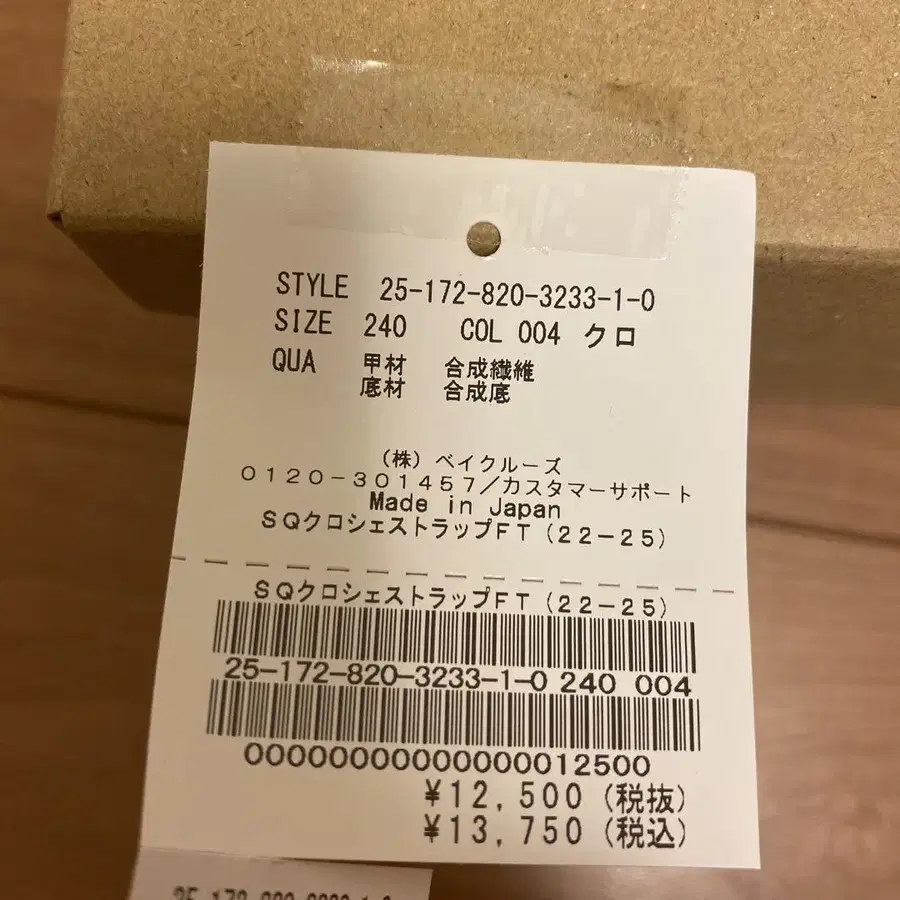 STYLE 25-172-820-3233-1-0
SIZE 240 COL 004 クロ
QUA 甲材 合成繊維
底材 合成底
（株）ベイクルーズ
０１２０－３０１４５７／カスタマーサポート
Made in Japan
ＳＱクロシェストラップＦＴ（２２－２５）
ＳＱクロシェストラップＦＴ（２２－２５）
25-172-820-3233-1-0 240 004
000000000000000012500
¥12,500（税抜）
¥13,750（税込）